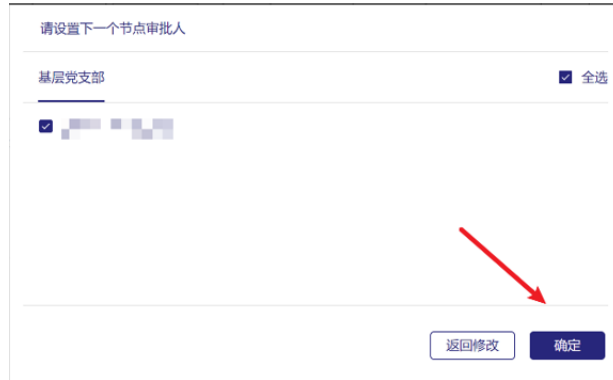 请设置下一个节点审批人
基层党支部
全选
返回修改
确定